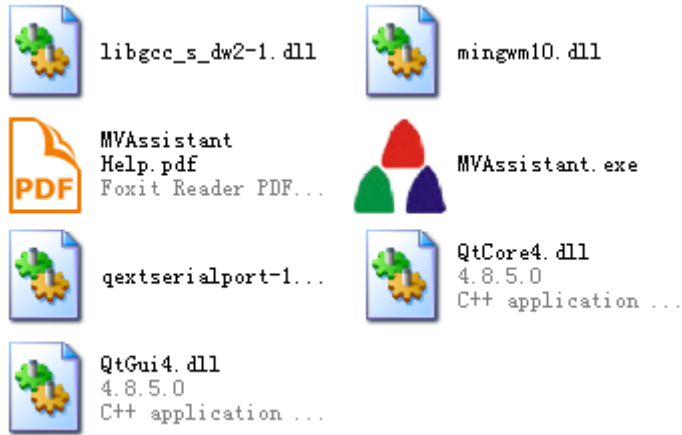 libgcc_s_dw2-1.dll
mingwm10.dll
MVAssistant
Help.pdf
Foxit Reader PDF...
PDF
MVAssistant.exe
qextserialport-1...
QtCore4.dll
4.8.5.0
C++ application ...
QtGui4.dll
4.8.5.0
C++ application ...